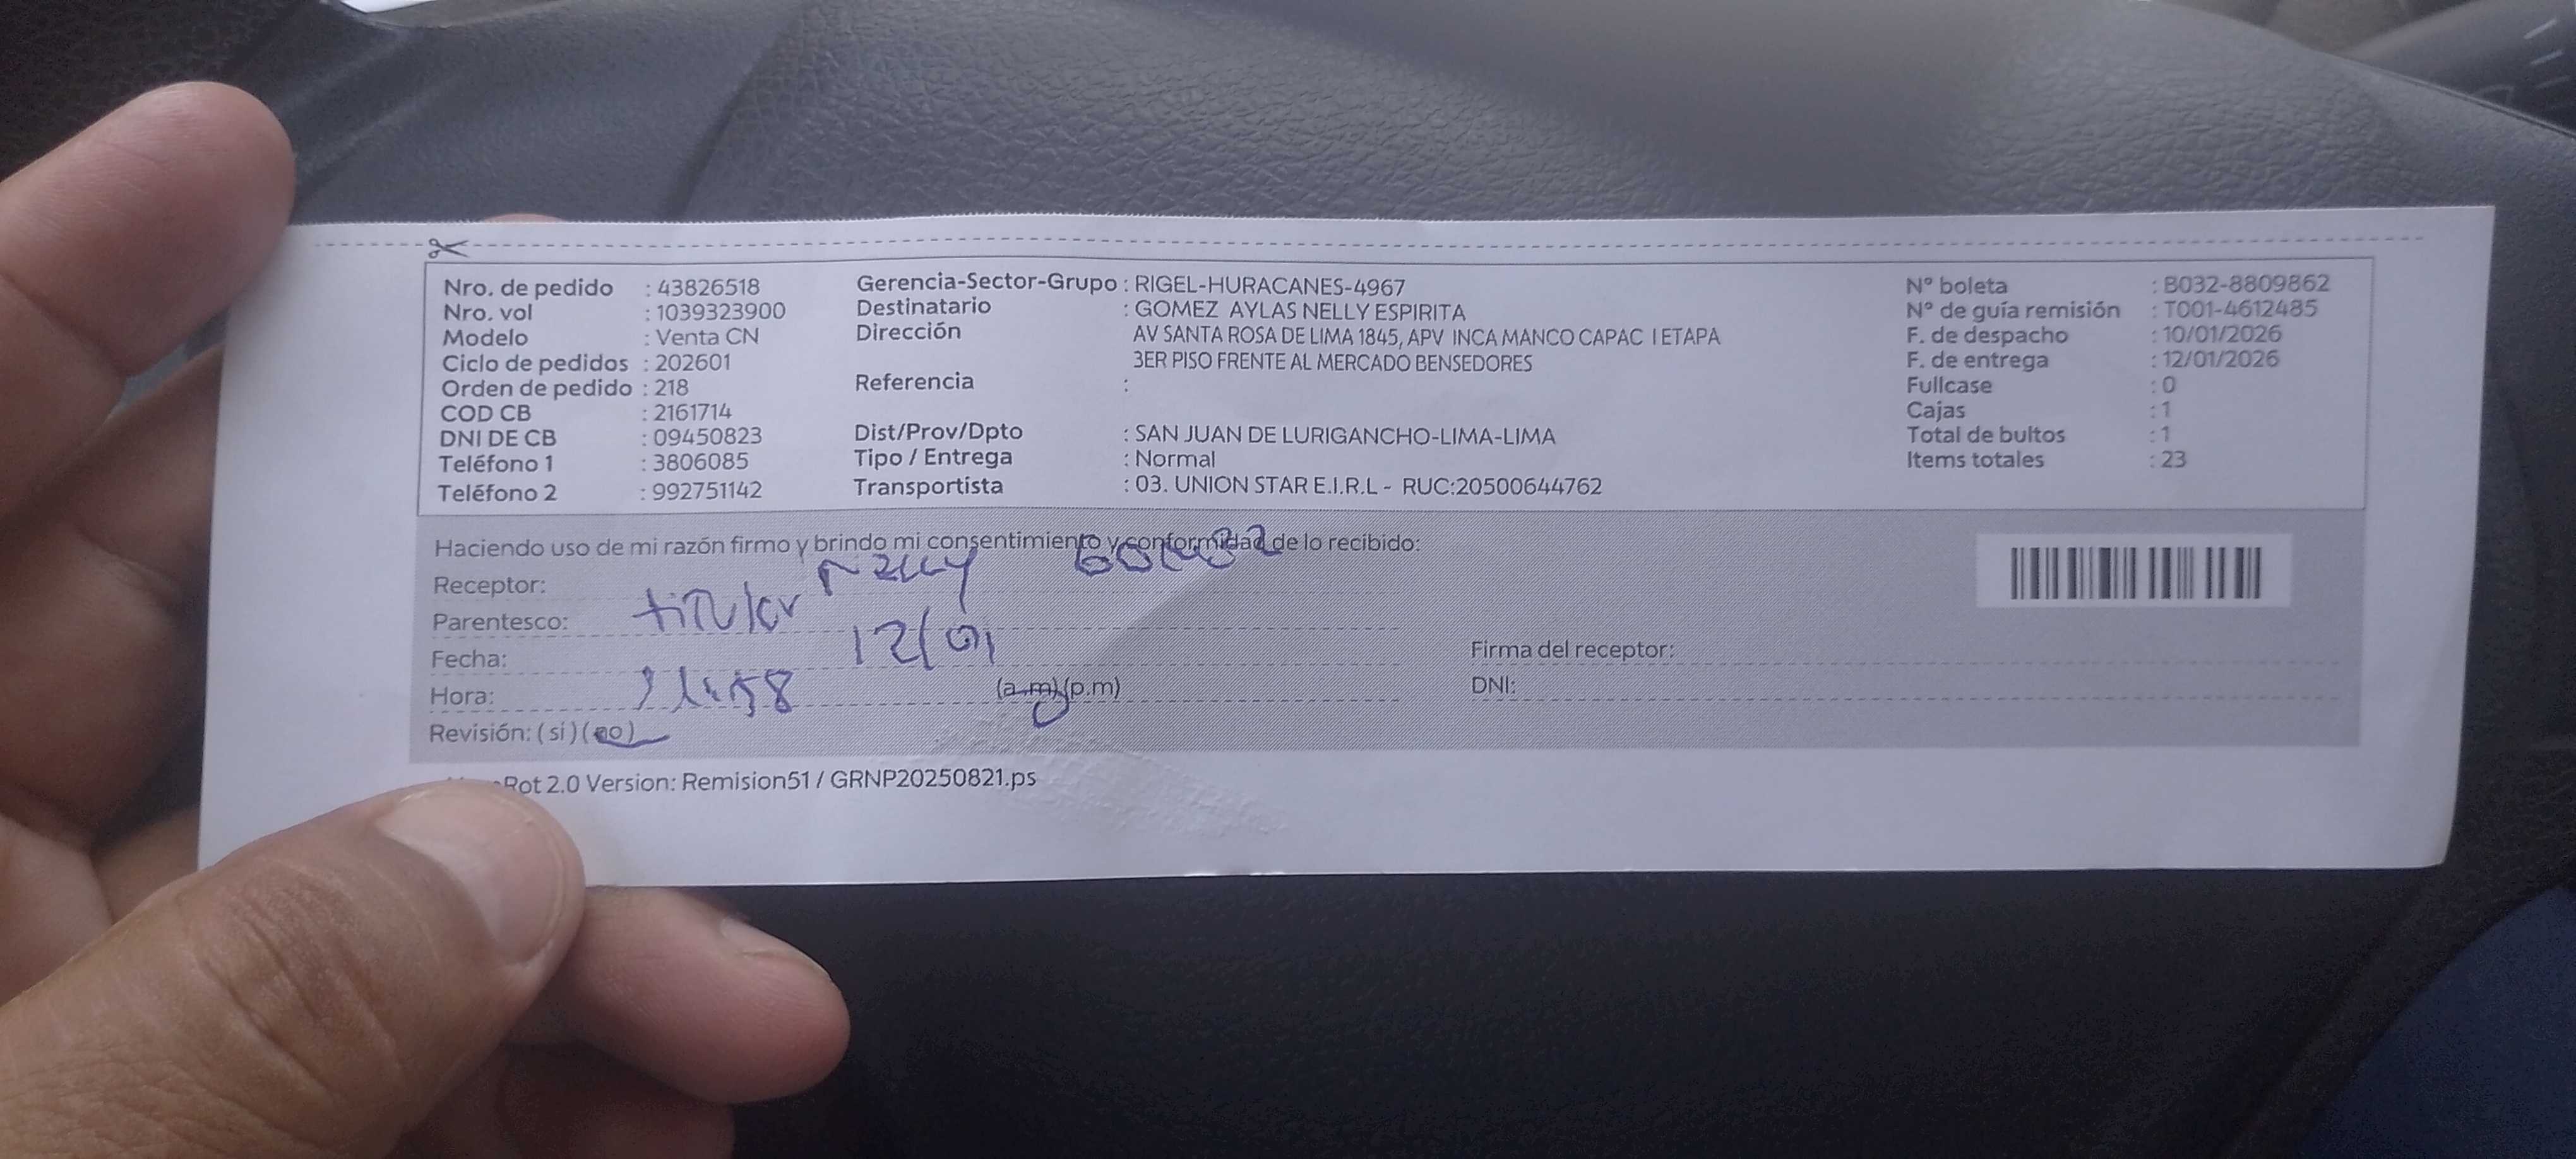 Nro. de pedido : 43826518 Gerencia-Sector-Grupo : RIGEL-HURACANES-4967 N° boleta : B032-8809862
Nro. vol : 1039323900 Destinatario : GOMEZ AYLAS NELLY ESPIRITA N° de guía remisión : T001-4612485
Modelo : Venta CN Dirección AV SANTA ROSA DE LIMA 1845, APV INCA MANCO CAPAC I ETAPA F. de despacho : 10/01/2026
Ciclo de pedidos : 202601 3ER PISO FRENTE AL MERCADO BENSEDORES F. de entrega : 12/01/2026
Orden de pedido : 218 Referencia : Fullcase : 0
COD CB : 2161714 Cajas : 1
DNI DE CB : 09450823 Dist/Prov/Dpto : SAN JUAN DE LURIGANCHO-LIMA-LIMA Total de bultos : 1
Teléfono 1 : 3806085 Tipo / Entrega : Normal Items totales : 23
Teléfono 2 : 992751142 Transportista : 03. UNION STAR E.I.R.L - RUC:20500644762
Haciendo uso de mi razón firmo y brindo mi consentimiento y conformidad de lo recibido:
Receptor: Nelly Gomez
Parentesco: titular
Fecha: 12/01 Firma del receptor:
Hora: 11:58 (a.m)(p.m) DNI:
Revisión: (si) (no)
Rot 2.0 Version: Remision51 / GRNP20250821.ps